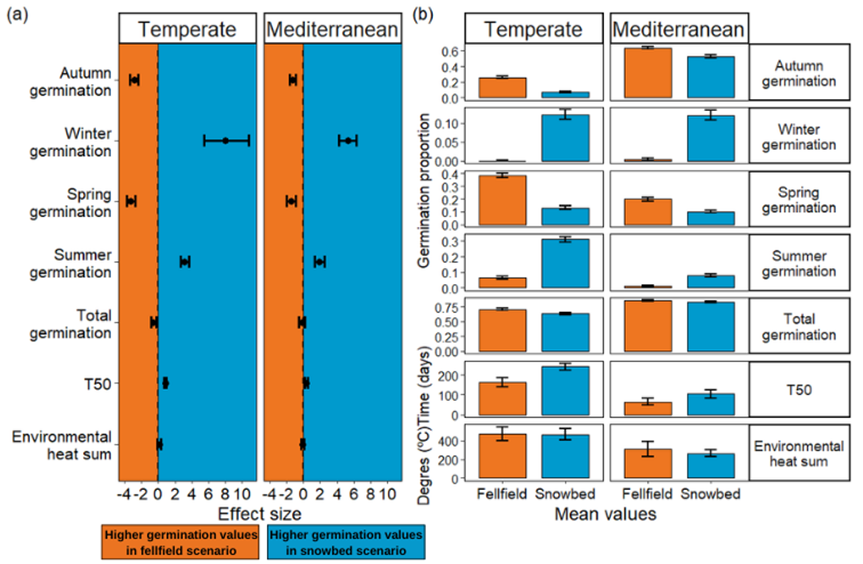 (a)
Temperate
Mediterranean
Autumn
germination
Winter
germination
Spring
germination
Summer
germination
Total
germination
T50
Environmental
heat sum
-4 -2 0 2 4 6 8 10
-4 -2 0 2 4 6 8 10
Effect size
Higher germination values
in fellfield scenario
Higher germination values
in snowbed scenario
(b)
Temperate
Mediterranean
Germination proportion
Time (days)
Degres (ºC)
0.6
0.4
0.2
0.0
Autumn
germination
0.10
0.05
0.00
Winter
germination
0.4
0.3
0.2
0.1
0.0
Spring
germination
0.3
0.2
0.1
0.0
Summer
germination
0.75
0.50
0.25
0.00
Total
germination
200
100
0
T50
400
200
0
Environmental
heat sum
Fellfield Snowbed
Fellfield Snowbed
Mean values